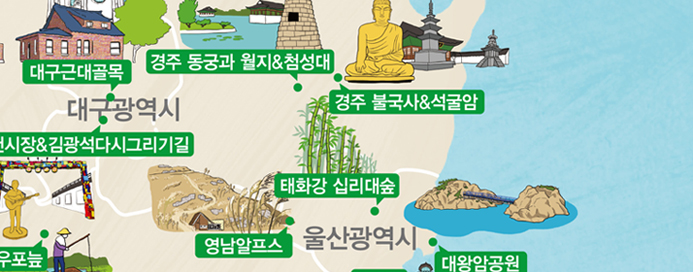 경주 동궁과 월지&첨성대
대구근대골목
경주 불국사&석굴암
대구광역시
시장&김광석다시그리기길
태화강 십리대숲
영남알프스
울산광역시
우포늪
대왕암공원